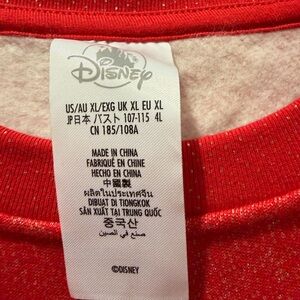 Disney
US/AU XL/EXG UK XL EU XL
JP日本 バスト 107-115 4L
CN 185/108A
MADE IN CHINA
FABRIQUÉ EN CHINE
HECHO EN CHINA
中國製
ผลิตในประเทศจีน
DIBUAT DI TIONGKOK
SẢN XUẤT TẠI TRUNG QUỐC
중국산
صنع في الصين
©DISNEY